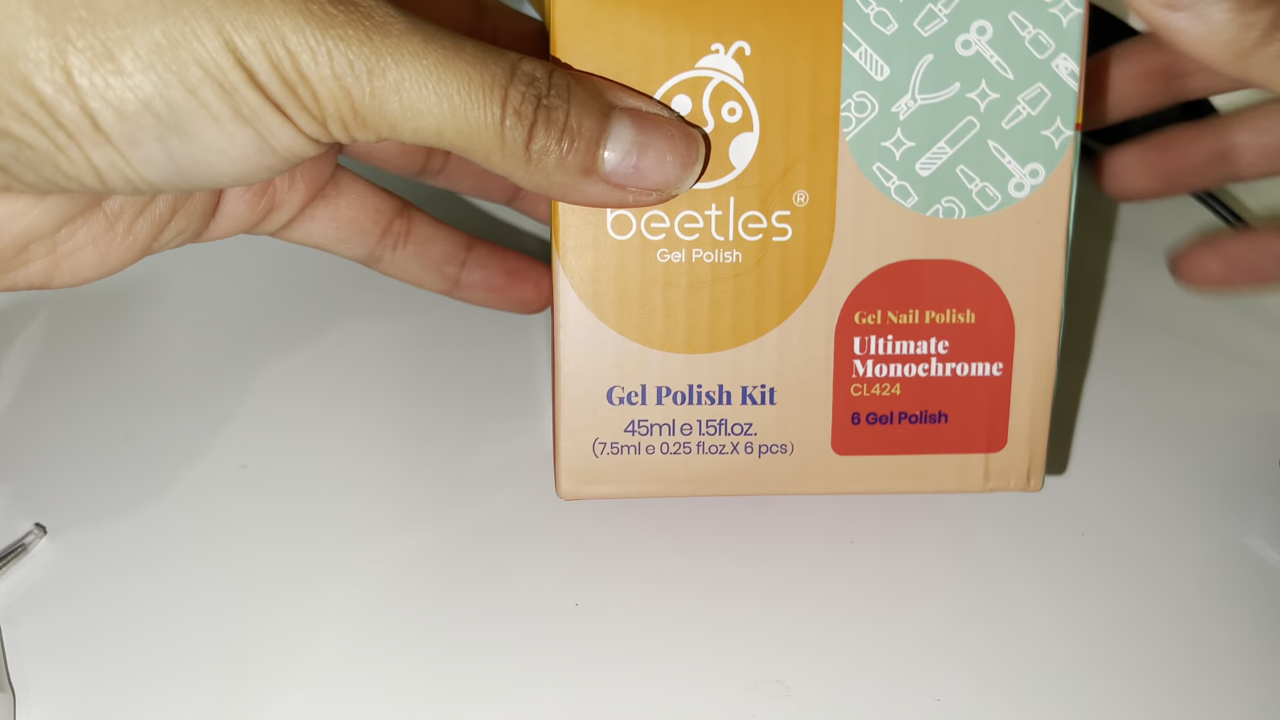 beetles®
Gel Polish
Gel Polish Kit
45ml e 1.5fl.oz.
(7.5ml e 0.25 fl.oz.X 6 pcs)
Gel Nail Polish
Ultimate
Monochrome
CL424
6 Gel Polish